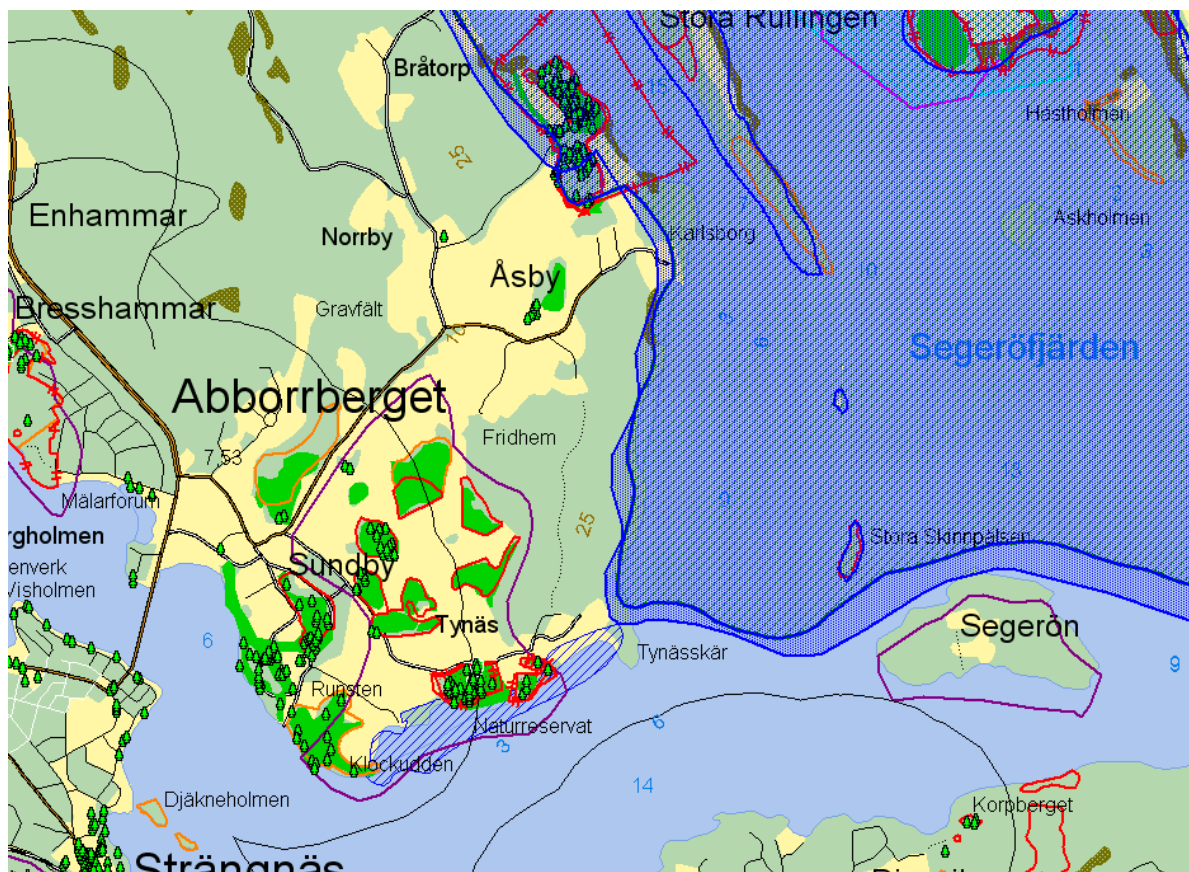 Stora Rullingen
Bråtorp
15
Hästholmen
25
Enhammar
Norrby
Karlsborg
Askholmen
Åsby
Bresshammar
Gravfält
10
Segeröfjärden
Abborrberget
Fridhem
7,53
Mälarforum
25
rgholmen
Stora Skinnpälsen
enverk
Sundby
Visholmen
Tynäs
Segerön
6
Tynässkär
9
Runsten
Naturreservat
6
3
Klockudden
14
Djäkneholmen
Korpberget
Strängnäs